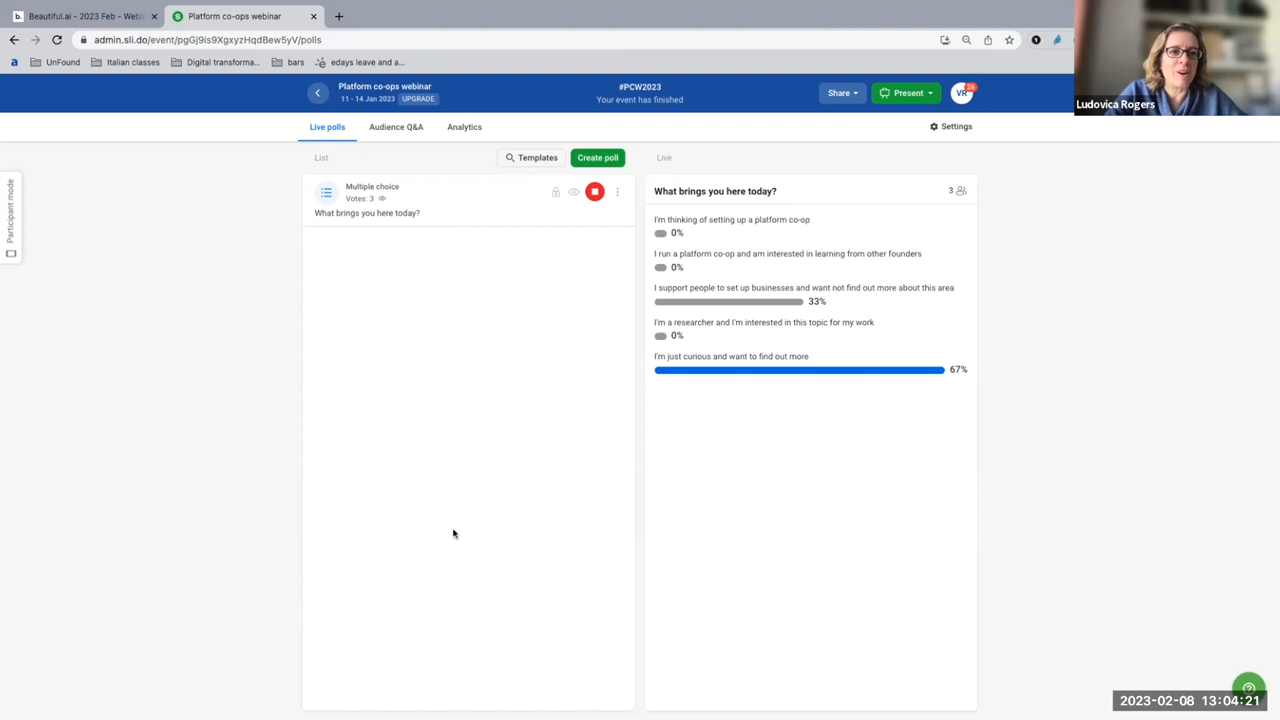 Beautiful.ai - 2023 Feb - Webi
Platform co-ops webinar
admin.sli.do/event/pgGj9is9XgxyzHqdBew5yV/polls
a
UnFound
Italian classes
Digital transforma...
bars
edays leave and a...
Platform co-ops webinar
11 - 14 Jan 2023 UPGRADE
#PCW2023
Your event has finished
Share
Present
VR
26
Ludovica Rogers
Live polls
Audience Q&A
Analytics
Settings
Participant mode
List
Templates
Create poll
Live
Multiple choice
Votes: 3
What brings you here today?
What brings you here today?
3
I'm thinking of setting up a platform co-op
0%
I run a platform co-op and am interested in learning from other founders
0%
I support people to set up businesses and want not find out more about this area
33%
I'm a researcher and I'm interested in this topic for my work
0%
I'm just curious and want to find out more
67%
2023-02-08 13:04:21